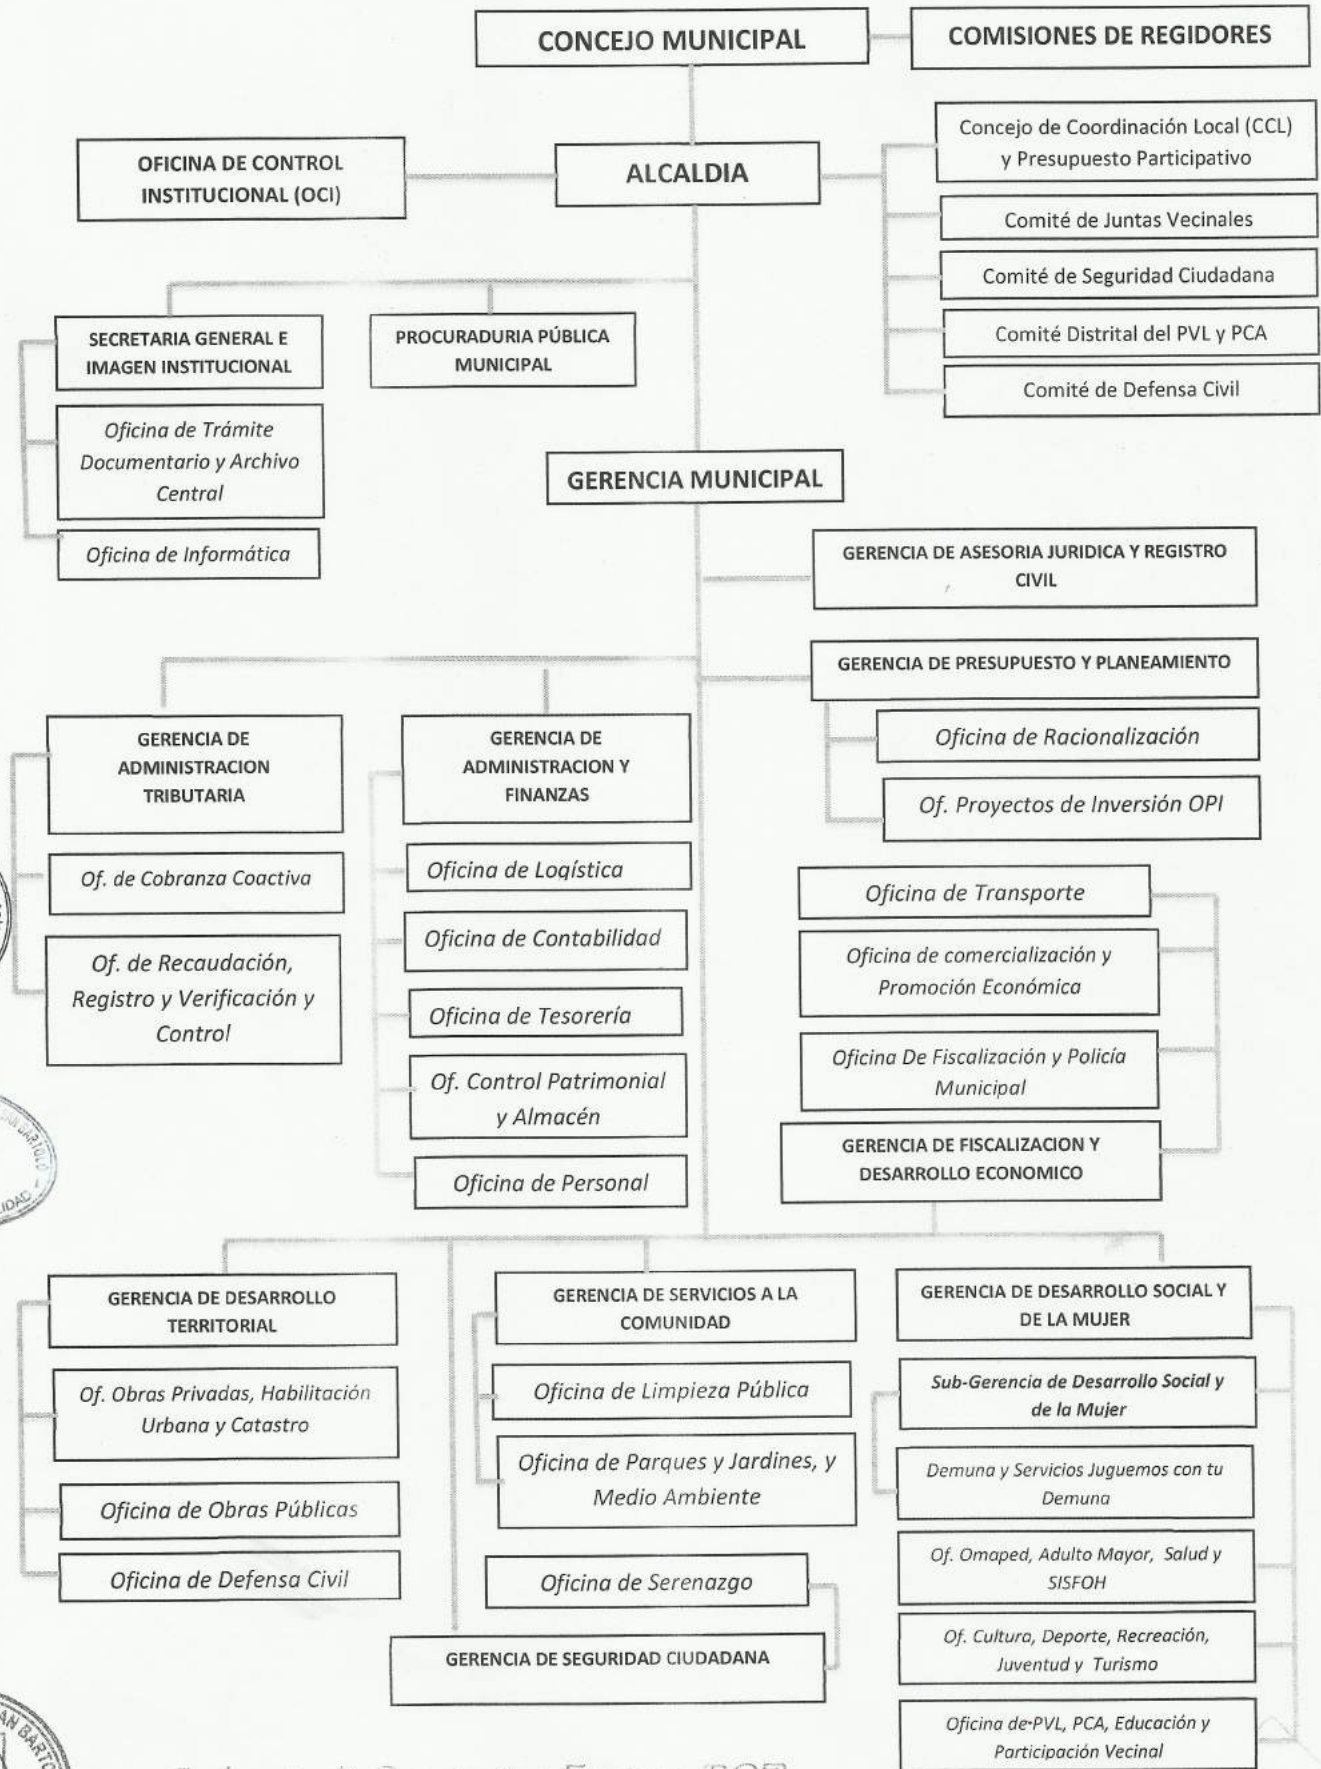 CONCEJO MUNICIPAL
COMISIONES DE REGIDORES
OFICINA DE CONTROL
INSTITUCIONAL (OCI)
ALCALDIA
Concejo de Coordinación Local (CCL)
y Presupuesto Participativo
Comité de Juntas Vecinales
Comité de Seguridad Ciudadana
Comité Distrital del PVL y PCA
Comité de Defensa Civil
SECRETARIA GENERAL E
IMAGEN INSTITUCIONAL
PROCURADURIA PÚBLICA
MUNICIPAL
Oficina de Trámite
Documentario y Archivo
Central
Oficina de Informática
GERENCIA MUNICIPAL
GERENCIA DE ASESORIA JURIDICA Y REGISTRO
CIVIL
GERENCIA DE PRESUPUESTO Y PLANEAMIENTO
Oficina de Racionalización
Of. Proyectos de Inversión OPI
GERENCIA DE
ADMINISTRACION
TRIBUTARIA
Of. de Cobranza Coactiva
Of. de Recaudación,
Registro y Verificación y
Control
GERENCIA DE
ADMINISTRACION Y
FINANZAS
Oficina de Logística
Oficina de Contabilidad
Oficina de Tesorería
Of. Control Patrimonial
y Almacén
Oficina de Personal
Oficina de Transporte
Oficina de comercialización y
Promoción Económica
Oficina De Fiscalización y Policía
Municipal
GERENCIA DE FISCALIZACION Y
DESARROLLO ECONOMICO
GERENCIA DE DESARROLLO
TERRITORIAL
Of. Obras Privadas, Habilitación
Urbana y Catastro
Oficina de Obras Públicas
Oficina de Defensa Civil
GERENCIA DE SERVICIOS A LA
COMUNIDAD
Oficina de Limpieza Pública
Oficina de Parques y Jardines, y
Medio Ambiente
Oficina de Serenazgo
GERENCIA DE SEGURIDAD CIUDADANA
GERENCIA DE DESARROLLO SOCIAL Y
DE LA MUJER
Sub-Gerencia de Desarrollo Social y
de la Mujer
Demuna y Servicios Juguemos con tu
Demuna
Of. Omaped, Adulto Mayor, Salud y
SISFOH
Of. Cultura, Deporte, Recreación,
Juventud y Turismo
Oficina de PVL, PCA, Educación y
Participación Vecinal
SAN BARTOLO